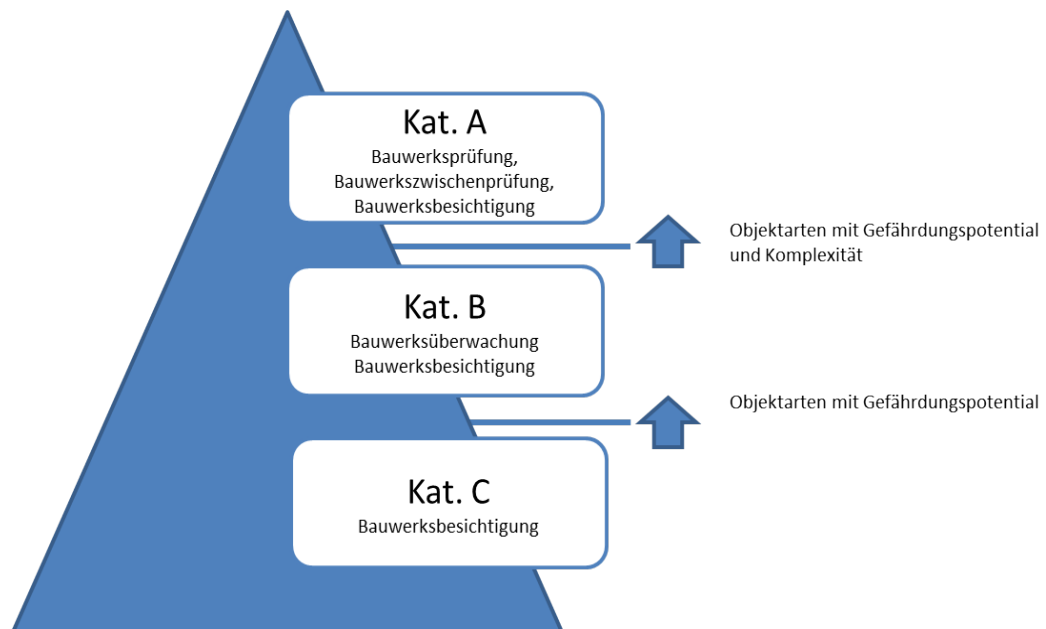 Kat. A
Bauwerksprüfung,
Bauwerkszwischenprüfung,
Bauwerksbesichtigung
Objektarten mit Gefährdungspotential
und Komplexität
Kat. B
Bauwerksüberwachung
Bauwerksbesichtigung
Objektarten mit Gefährdungspotential
Kat. C
Bauwerksbesichtigung